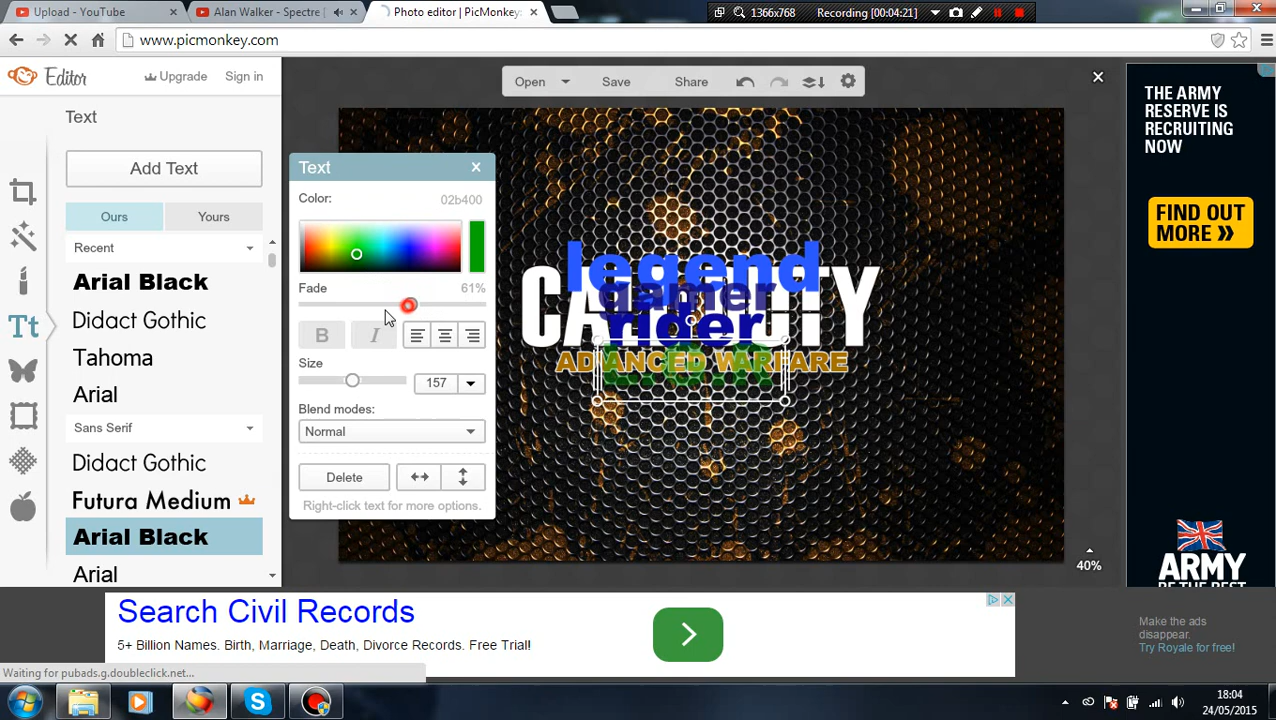 Upload - YouTube
Alan Walker - Spectre [
Photo editor | PicMonkey:
1366x768
Recording [00:04:21]
www.picmonkey.com
Editor
Upgrade
Sign in
Open
Save
Share
Text
Add Text
Ours
Yours
Recent
Arial Black
Didact Gothic
Tahoma
Arial
Sans Serif
Didact Gothic
Futura Medium
Arial Black
Arial
Text
Color:
02b400
Fade
61%
B
I
Size
157
Blend modes:
Normal
Delete
Right-click text for more options.
legend
gamer
rider
ADVANCED WARFARE
40%
THE ARMY
RESERVE IS
RECRUITING
NOW
FIND OUT
MORE
ARMY
BE THE BEST
Search Civil Records
5+ Billion Names. Birth, Marriage, Death, Divorce Records. Free Trial!
Make the ads
disappear.
Try Royale for free!
Waiting for pubads.g.doubleclick.net...
18:04
24/05/2015